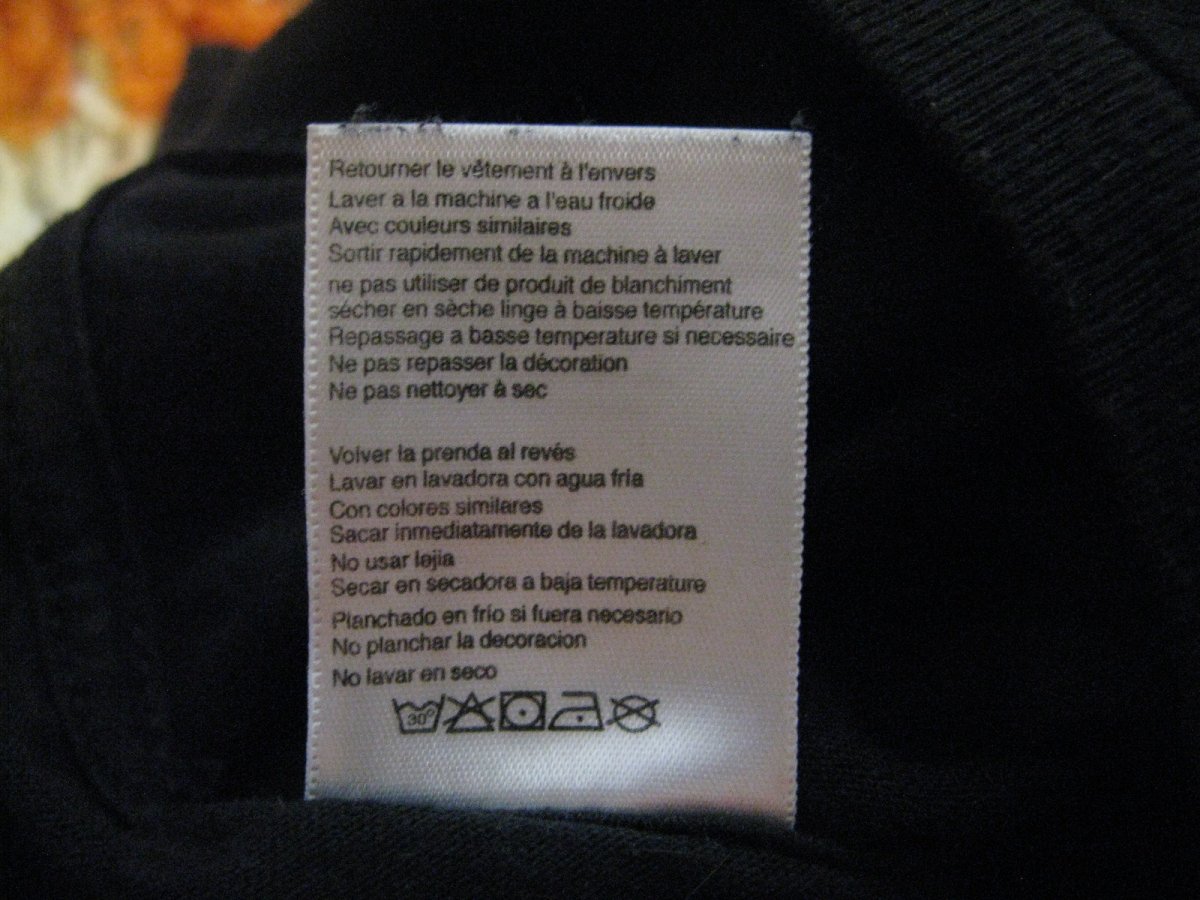 Retourner le vêtement à l'envers
Laver a la machine a l'eau froide
Avec couleurs similaires
Sortir rapidement de la machine à laver
ne pas utiliser de produit de blanchiment
sécher en sèche linge à baisse température
Repassage a basse temperature si necessaire
Ne pas repasser la décoration
Ne pas nettoyer à sec
Volver la prenda al revés
Lavar en lavadora con agua fria
Con colores similares
Sacar inmediatamente de la lavadora
No usar lejia
Secar en secadora a baja temperature
Planchado en frio si fuera necesario
No planchar la decoracion
No lavar en seco
30°